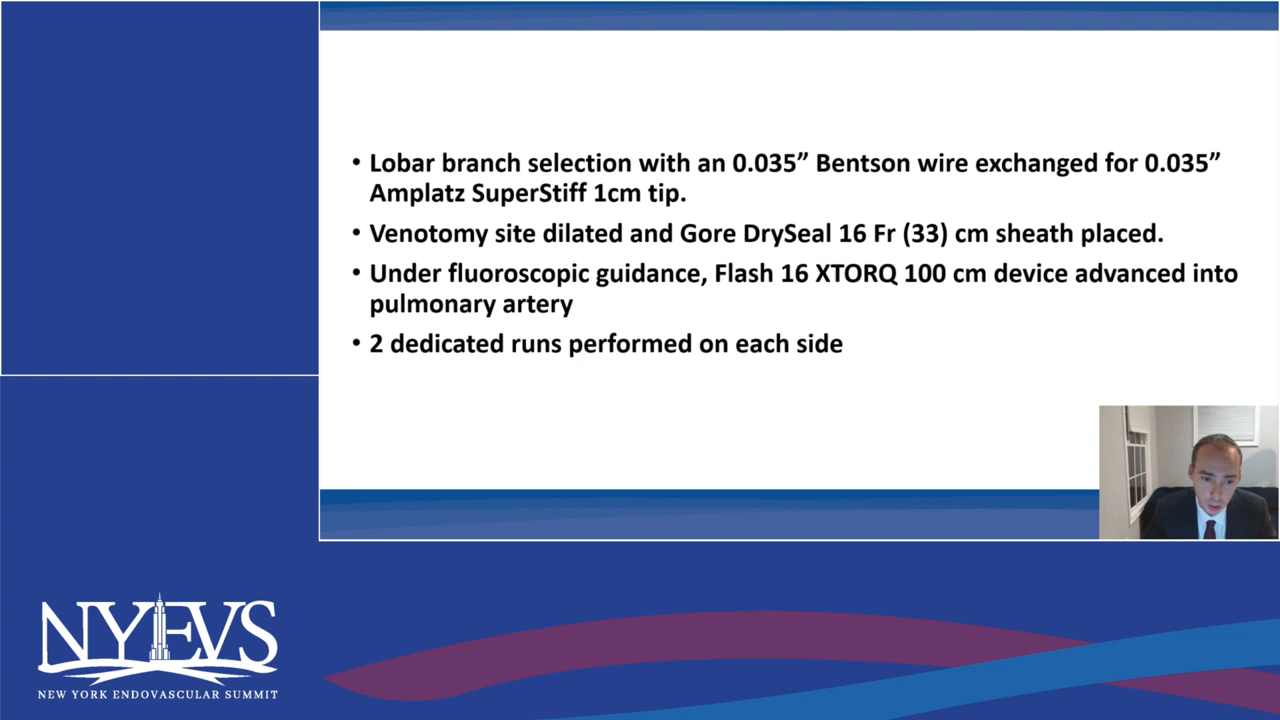 • Lobar branch selection with an 0.035” Bentson wire exchanged for 0.035”
Amplatz SuperStiff 1cm tip.
• Venotomy site dilated and Gore DrySeal 16 Fr (33) cm sheath placed.
• Under fluoroscopic guidance, Flash 16 XTORQ 100 cm device advanced into
pulmonary artery
• 2 dedicated runs performed on each side
NYEVS
NEW YORK ENDOVASCULAR SUMMIT